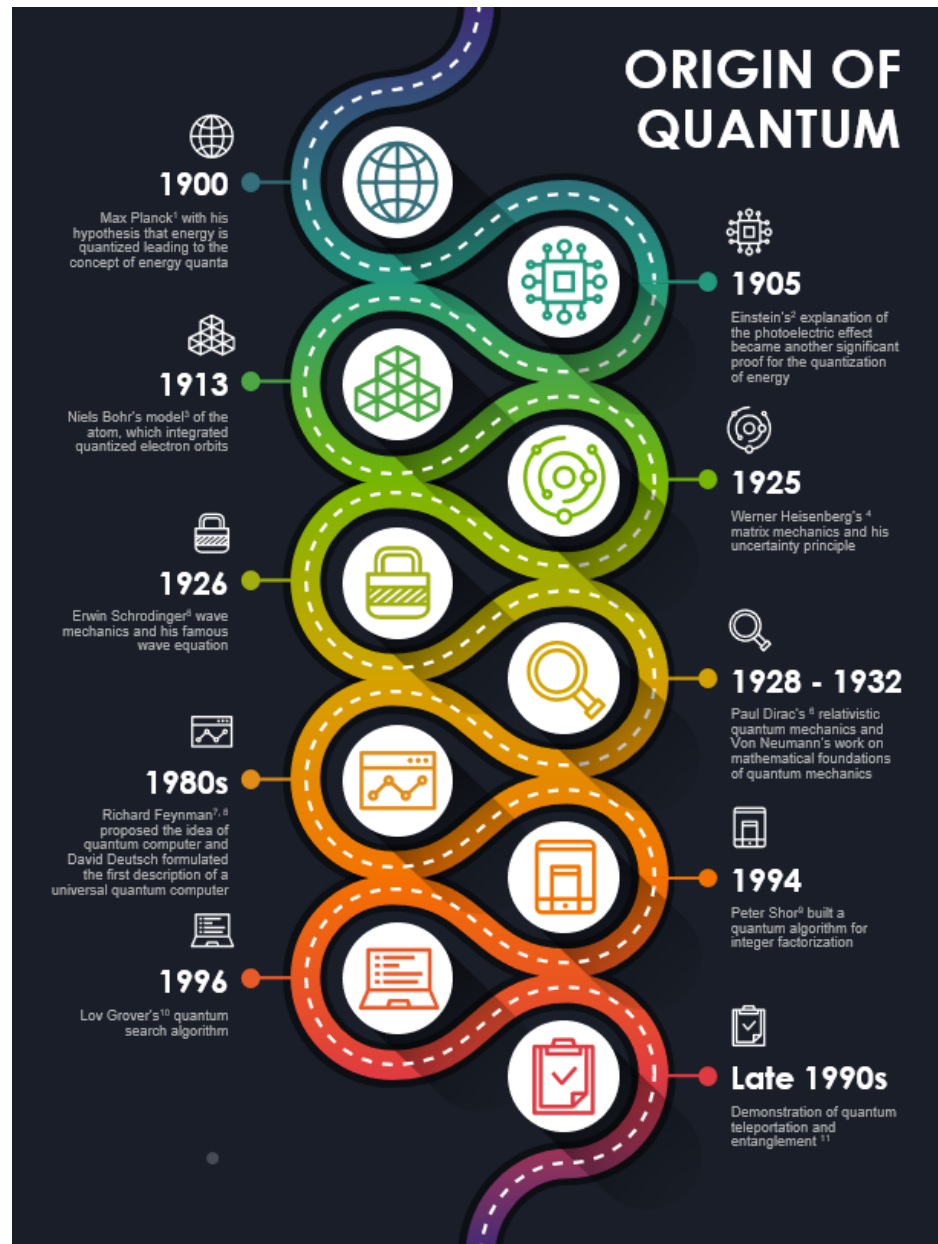 ORIGIN OF
QUANTUM
1900
Max Planck¹ with his
hypothesis that energy is
quantized leading to the
concept of energy quanta
1905
Einstein's² explanation of
the photoelectric effect
became another significant
proof for the quantization
of energy
1913
Niels Bohr's model³ of the
atom, which integrated
quantized electron orbits
1925
Werner Heisenberg's ⁴
matrix mechanics and his
uncertainty principle
1926
Erwin Schrodinger⁶ wave
mechanics and his famous
wave equation
1928 - 1932
Paul Dirac's ⁶ relativistic
quantum mechanics and
Von Neumann's work on
mathematical foundations
of quantum mechanics
1980s
Richard Feynman⁷, ⁸
proposed the idea of
quantum computer and
David Deutsch formulated
the first description of a
universal quantum computer
1994
Peter Shor⁹ built a
quantum algorithm for
integer factorization
1996
Lov Grover's¹⁰ quantum
search algorithm
Late 1990s
Demonstration of quantum
teleportation and
entanglement ¹¹